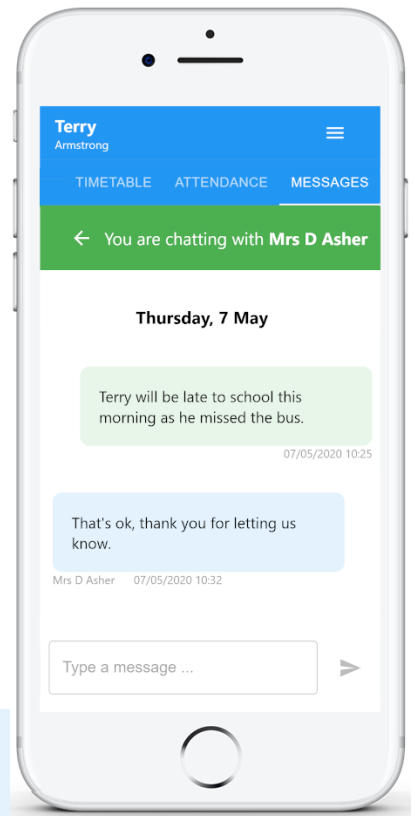 Terry
Armstrong
TIMETABLE ATTENDANCE MESSAGES
You are chatting with Mrs D Asher
Thursday, 7 May
Terry will be late to school this
morning as he missed the bus.
07/05/2020 10:25
That's ok, thank you for letting us
know.
Mrs D Asher 07/05/2020 10:32
Type a message ...